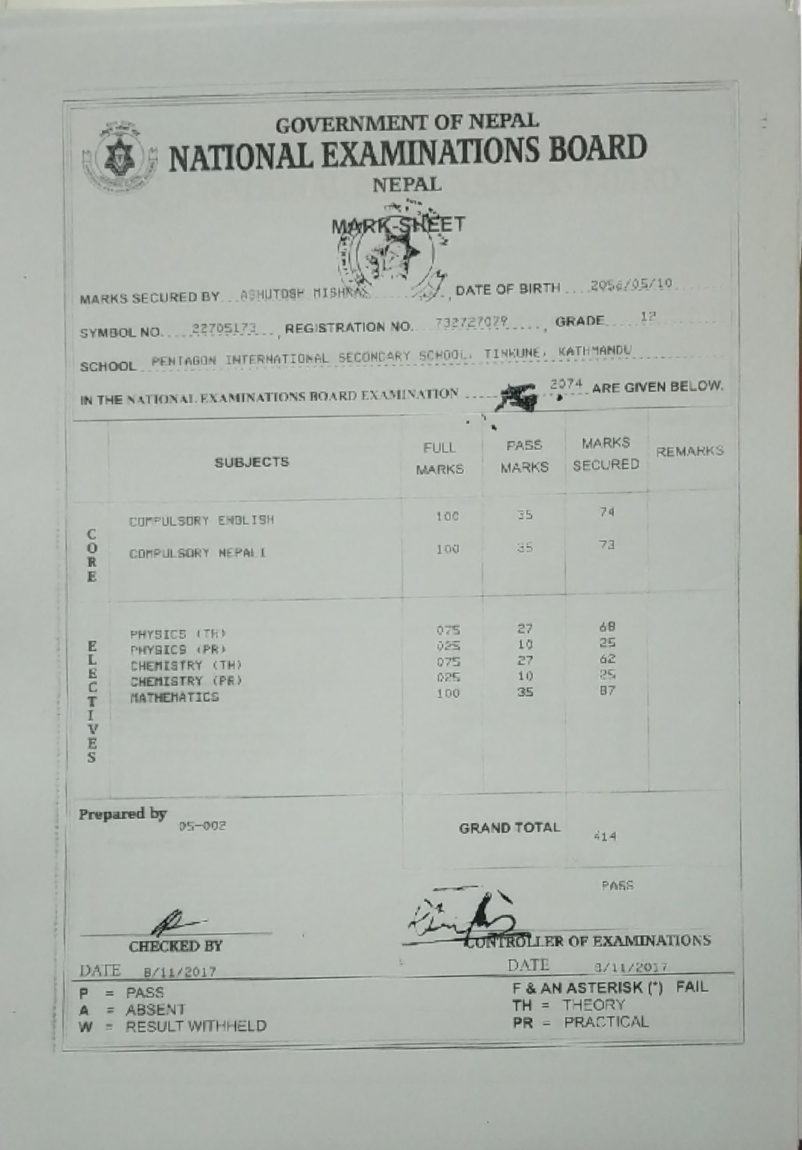 GOVERNMENT OF NEPAL
NATIONAL EXAMINATIONS BOARD
NEPAL
MARK-SHEET
MARKS SECURED BY ASHUTOSH MISHRA, DATE OF BIRTH 2056/05/10
SYMBOL NO. 22705173, REGISTRATION NO. 732727079, GRADE 12
SCHOOL PENTAGON INTERNATIONAL SECONDARY SCHOOL, TINKUNE, KATHMANDU
IN THE NATIONAL EXAMINATIONS BOARD EXAMINATION 2074 ARE GIVEN BELOW.
SUBJECTS FULL MARKS PASS MARKS MARKS SECURED REMARKS
CORE
COMPULSORY ENGLISH 100 35 74
COMPULSORY NEPALI 100 35 73
ELECTIVES
PHYSICS (TH) 075 27 68
PHYSICS (PR) 025 10 25
CHEMISTRY (TH) 075 27 62
CHEMISTRY (PR) 025 10 25
MATHEMATICS 100 35 87
Prepared by 05-002
GRAND TOTAL 414
PASS
CHECKED BY CONTROLLER OF EXAMINATIONS
DATE 8/11/2017 DATE 8/11/2017
P = PASS F & AN ASTERISK (*) FAIL
A = ABSENT TH = THEORY
W = RESULT WITHHELD PR = PRACTICAL